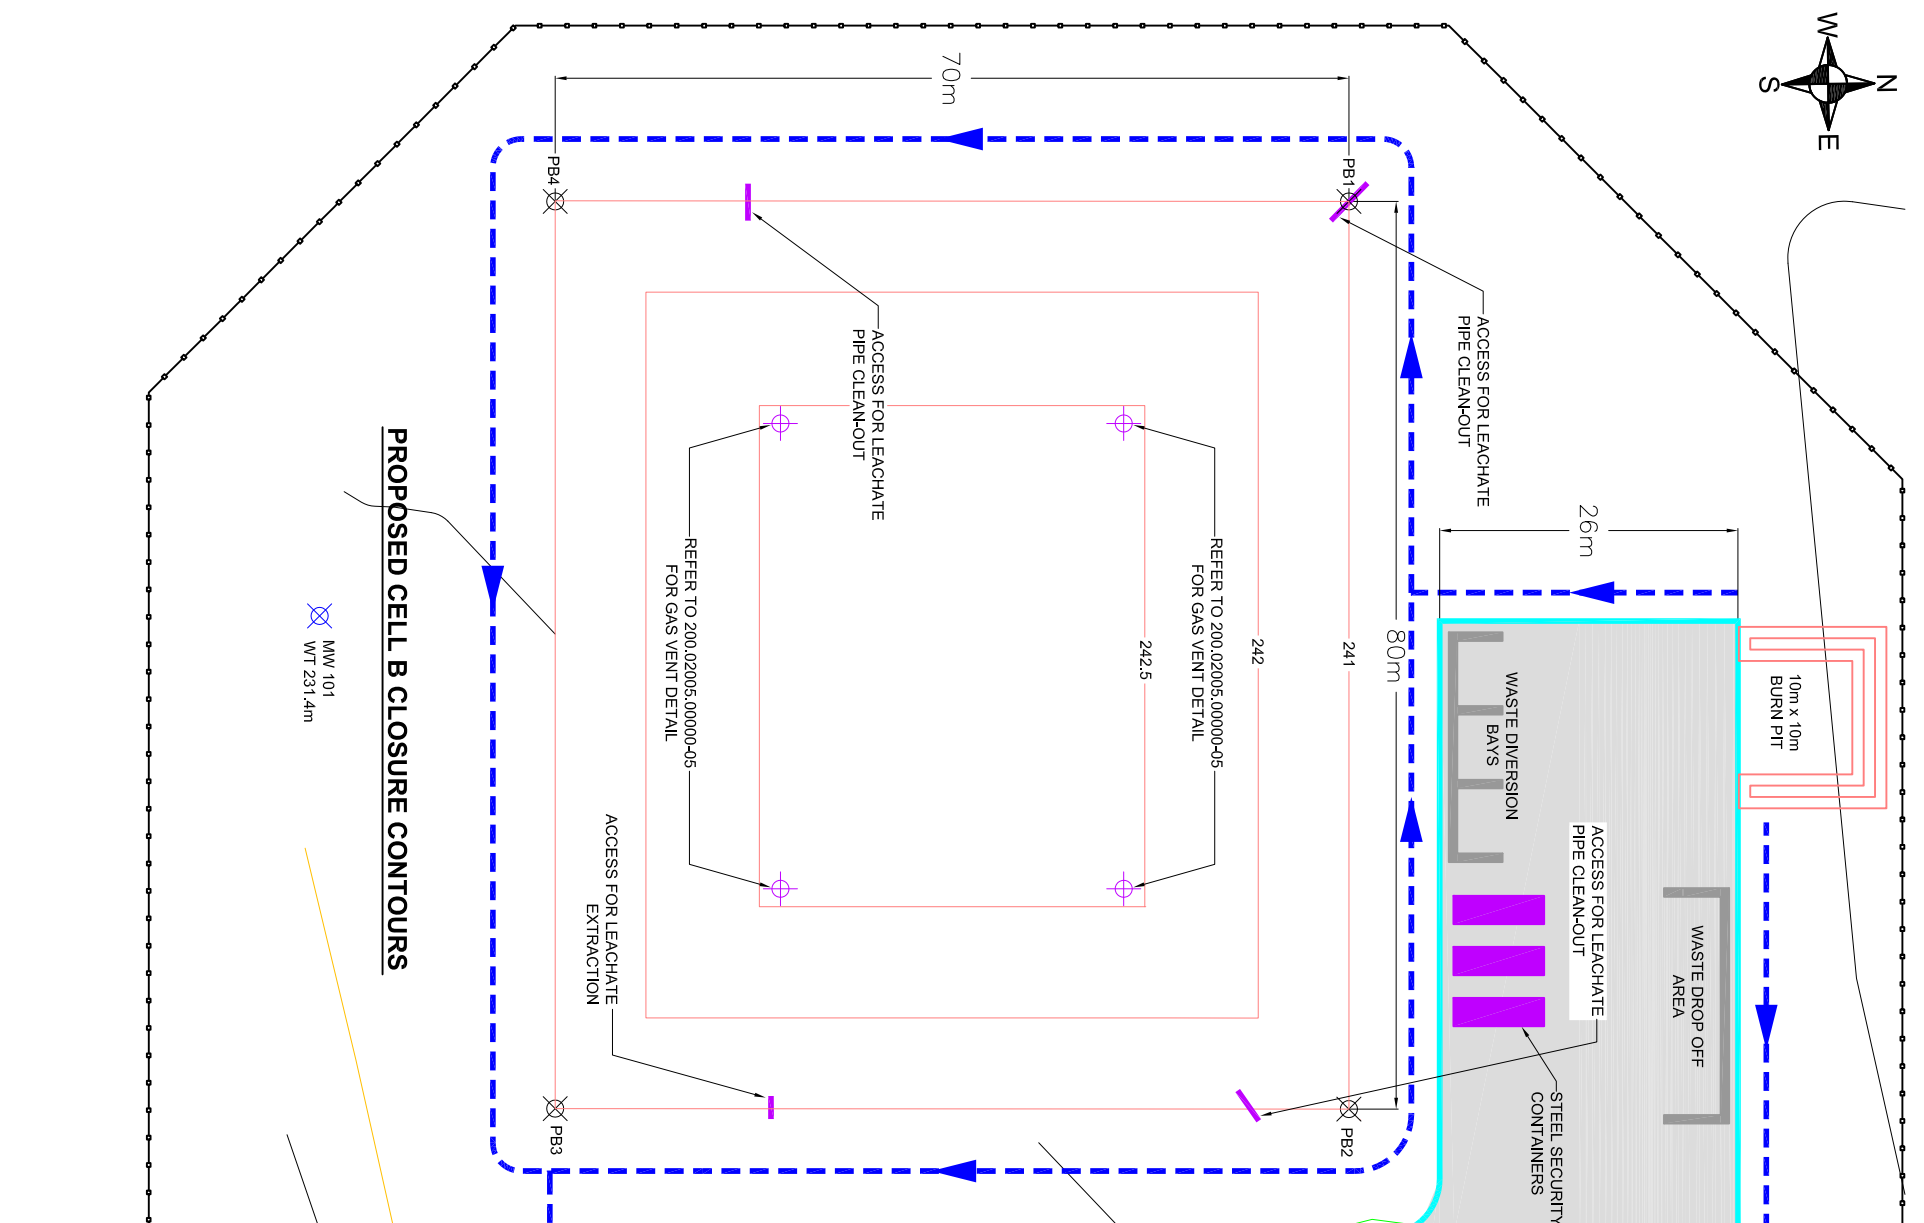 W
N
S
E
70m
PB4
PB1
ACCESS FOR LEACHATE
PIPE CLEAN-OUT
ACCESS FOR LEACHATE
PIPE CLEAN-OUT
26m
80m
241
242
242.5
REFER TO 200.02005.00000-05
FOR GAS VENT DETAIL
REFER TO 200.02005.00000-05
FOR GAS VENT DETAIL
10m x 10m
BURN PIT
WASTE DIVERSION
BAYS
ACCESS FOR LEACHATE
PIPE CLEAN-OUT
WASTE DROP OFF
AREA
STEEL SECURITY
CONTAINERS
ACCESS FOR LEACHATE
EXTRACTION
PB3
PB2
MW 101
WT 231.4m
PROPOSED CELL B CLOSURE CONTOURS